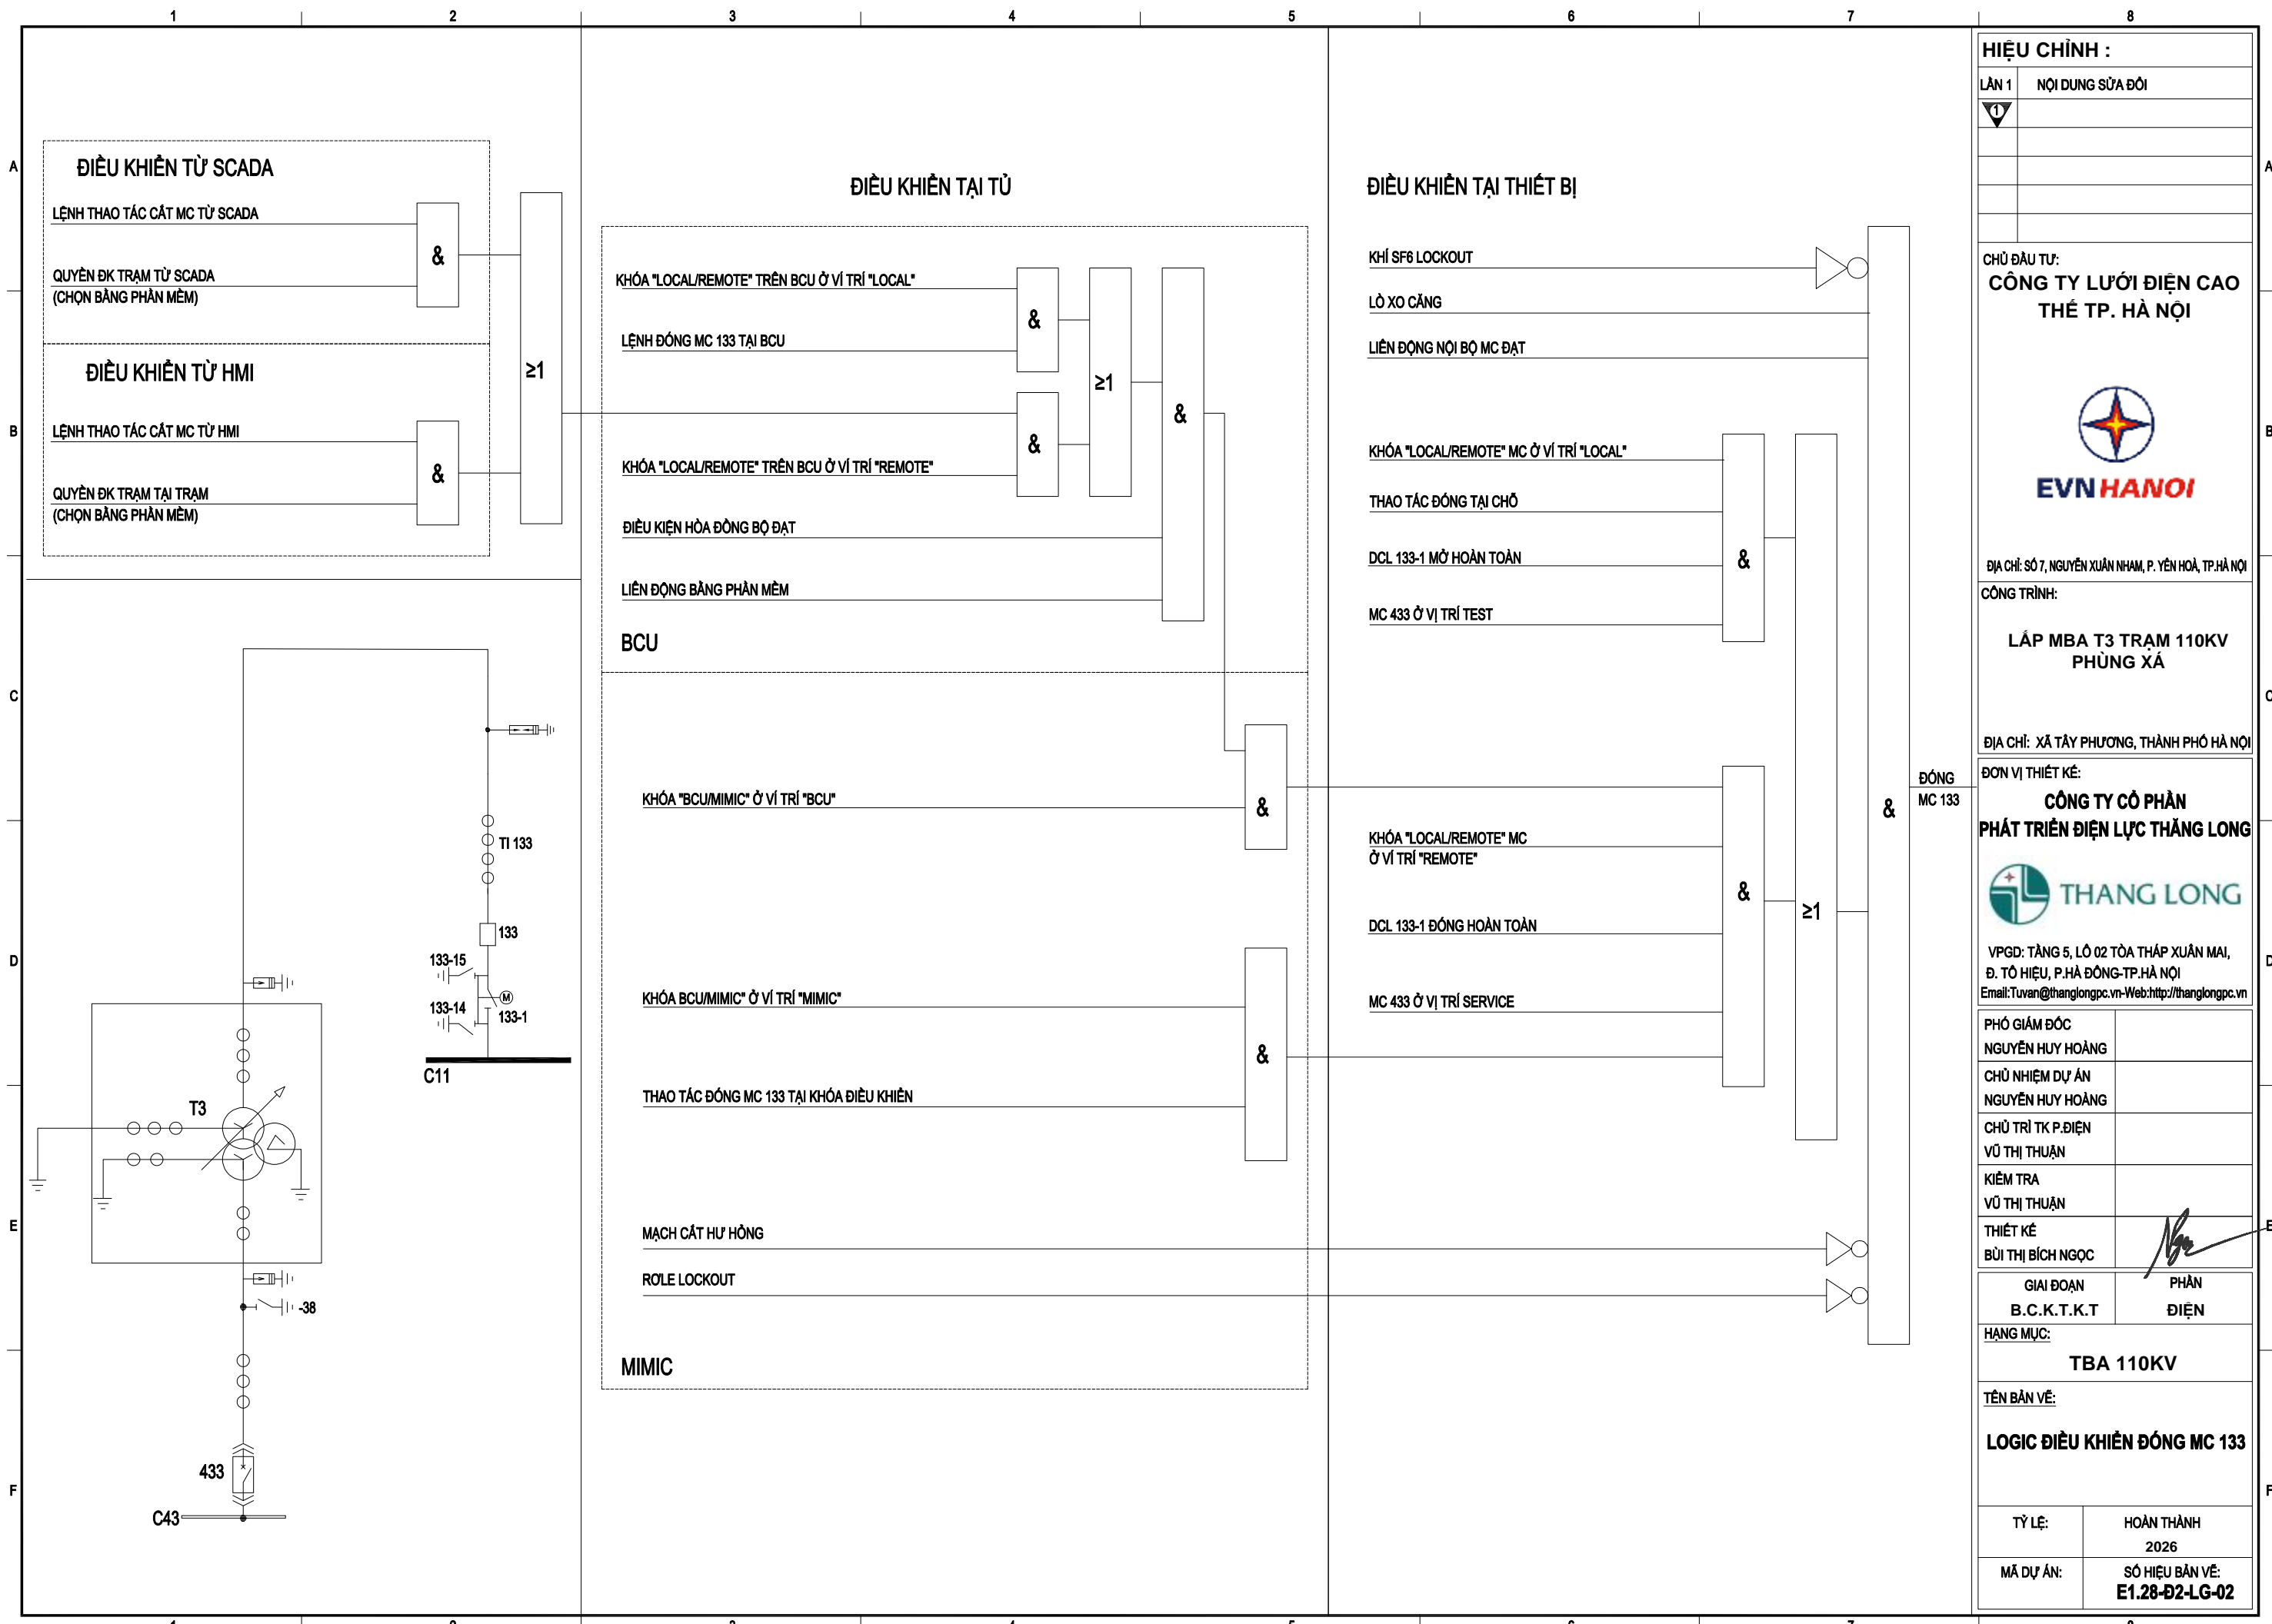 1 2 3 4 5 6 7 8
A
B
C
D
E
F
ĐIỀU KHIỂN TỪ SCADA
LỆNH THAO TÁC CẮT MC TỪ SCADA
QUYỀN ĐK TRẠM TỪ SCADA
(CHỌN BẰNG PHẦN MỀM)
&
ĐIỀU KHIỂN TỪ HMI
LỆNH THAO TÁC CẮT MC TỪ HMI
QUYỀN ĐK TRẠM TẠI TRẠM
(CHỌN BẰNG PHẦN MỀM)
&
≥1
TI 133
133
133-15
M
133-14
133-1
C11
T3
-38
433
C43
ĐIỀU KHIỂN TẠI TỦ
KHÓA "LOCAL/REMOTE" TRÊN BCU Ở VÍ TRÍ "LOCAL"
LỆNH ĐÓNG MC 133 TẠI BCU
&
KHÓA "LOCAL/REMOTE" TRÊN BCU Ở VÍ TRÍ "REMOTE"
&
≥1
&
ĐIỀU KIỆN HÒA ĐỒNG BỘ ĐẠT
LIÊN ĐỘNG BẰNG PHẦN MỀM
BCU
KHÓA "BCU/MIMIC" Ở VÍ TRÍ "BCU"
&
KHÓA BCU/MIMIC" Ở VÍ TRÍ "MIMIC"
&
THAO TÁC ĐÓNG MC 133 TẠI KHÓA ĐIỀU KHIỂN
MẠCH CẮT HƯ HỎNG
RƠLE LOCKOUT
MIMIC
ĐIỀU KHIỂN TẠI THIẾT BỊ
KHÍ SF6 LOCKOUT
LÒ XO CĂNG
LIÊN ĐỘNG NỘI BỘ MC ĐẠT
KHÓA "LOCAL/REMOTE" MC Ở VÍ TRÍ "LOCAL"
THAO TÁC ĐÓNG TẠI CHỖ
DCL 133-1 MỞ HOÀN TOÀN
MC 433 Ở VỊ TRÍ TEST
&
KHÓA "LOCAL/REMOTE" MC
Ở VÍ TRÍ "REMOTE"
DCL 133-1 ĐÓNG HOÀN TOÀN
MC 433 Ở VỊ TRÍ SERVICE
&
≥1
&
ĐÓNG
MC 133
HIỆU CHỈNH :
LẦN 1 NỘI DUNG SỬA ĐỔI
1
CHỦ ĐẦU TƯ:
CÔNG TY LƯỚI ĐIỆN CAO
THẾ TP. HÀ NỘI
EVNHANOI
ĐỊA CHỈ: SỐ 7, NGUYỄN XUÂN NHAM, P. YÊN HOÀ, TP.HÀ NỘI
CÔNG TRÌNH:
LẮP MBA T3 TRẠM 110KV
PHÙNG XÁ
ĐỊA CHỈ: XÃ TÂY PHƯƠNG, THÀNH PHỐ HÀ NỘI
ĐƠN VỊ THIẾT KẾ:
CÔNG TY CỔ PHẦN
PHÁT TRIỂN ĐIỆN LỰC THĂNG LONG
THANG LONG
VPGD: TẦNG 5, LÔ 02 TÒA THÁP XUÂN MAI,
Đ. TÔ HIỆU, P.HÀ ĐÔNG-TP.HÀ NỘI
Email:Tuvan@thanglongpc.vn-Web:http://thanglongpc.vn
PHÓ GIÁM ĐỐC
NGUYỄN HUY HOÀNG
CHỦ NHIỆM DỰ ÁN
NGUYỄN HUY HOÀNG
CHỦ TRÌ TK P.ĐIỆN
VŨ THỊ THUẬN
KIỂM TRA
VŨ THỊ THUẬN
THIẾT KẾ
BÙI THỊ BÍCH NGỌC
GIAI ĐOẠN PHẦN
B.C.K.T.K.T ĐIỆN
HẠNG MỤC:
TBA 110KV
TÊN BẢN VẼ:
LOGIC ĐIỀU KHIỂN ĐÓNG MC 133
TỶ LỆ: HOÀN THÀNH
2026
MÃ DỰ ÁN: SỐ HIỆU BẢN VẼ:
E1.28-Đ2-LG-02
A
B
C
D
E
F